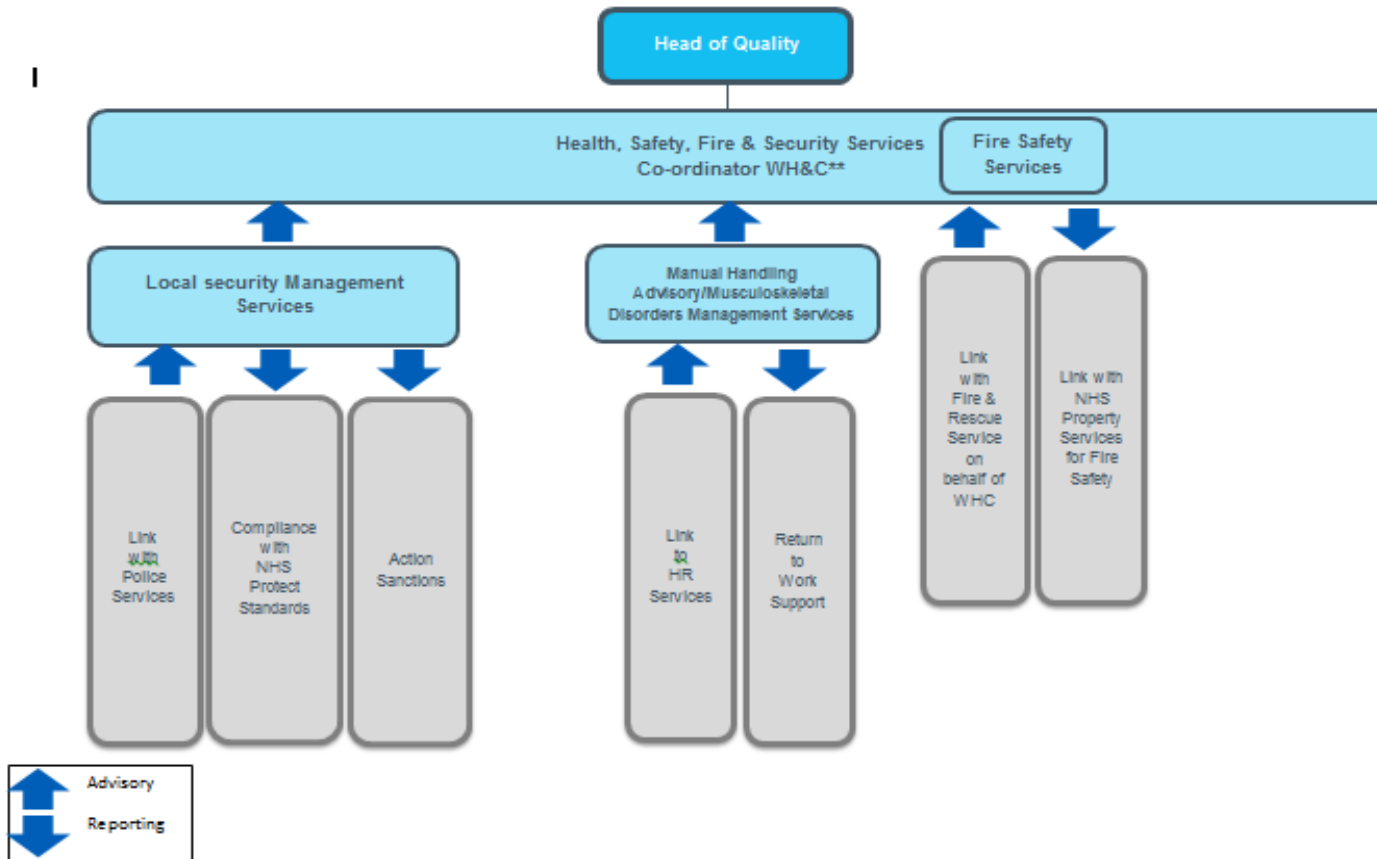 Head of Quality
I
Health, Safety, Fire & Security Services
Co-ordinator WH&C**
Fire Safety
Services
Local security Management
Services
Manual Handling
Advisory/Musculoskeletal
Disorders Management Services
Link
with
Police
Services
Compliance
with
NHS
Protect
Standards
Action
Sanctions
Link
to
HR
Services
Return
to
Work
Support
Link
with
Fire &
Rescue
Service
on
behalf of
WHC
Link with
NHS
Property
Services
for Fire
Safety
Advisory
Reporting